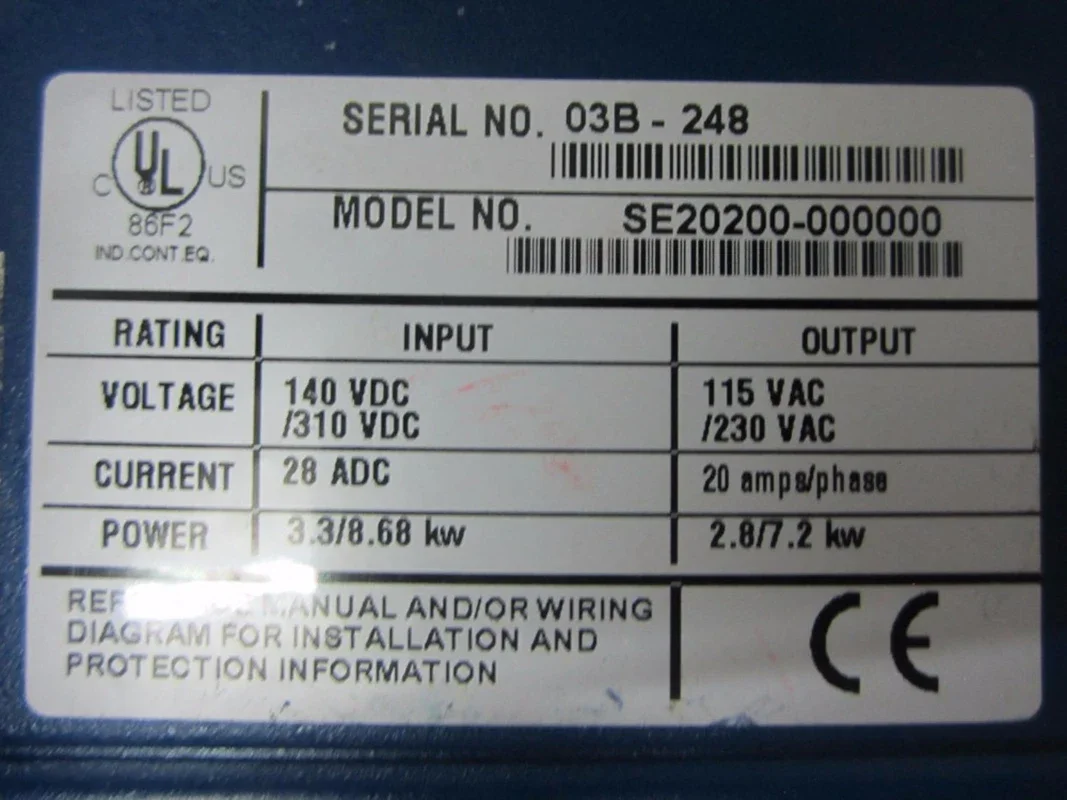 LISTED
C UL ® US
86F2
IND.CONT.EQ.
SERIAL NO. 03B - 248
MODEL NO. SE20200-000000
RATING INPUT OUTPUT
VOLTAGE 140 VDC 115 VAC
/310 VDC /230 VAC
CURRENT 28 ADC 20 amps/phase
POWER 3.3/8.68 kw 2.8/7.2 kw
MANUAL AND/OR WIRING
DIAGRAM FOR INSTALLATION AND
PROTECTION INFORMATION
CE